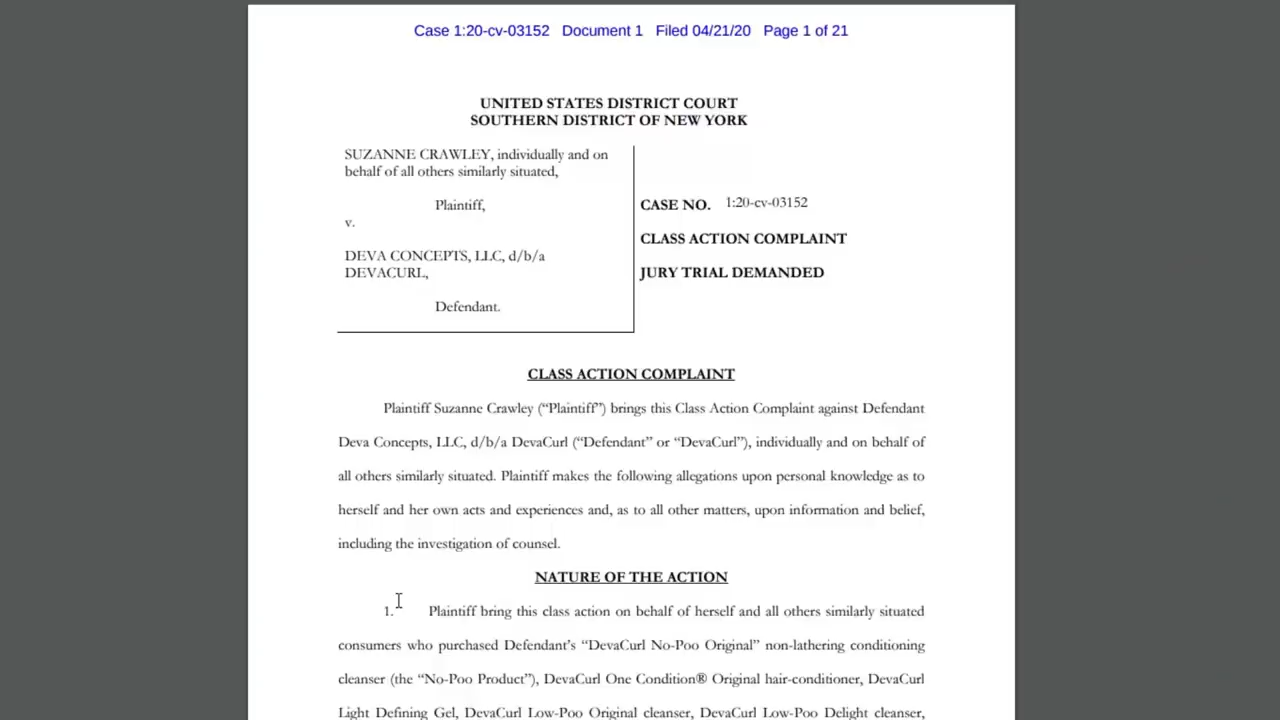 Case 1:20-cv-03152 Document 1 Filed 04/21/20 Page 1 of 21
UNITED STATES DISTRICT COURT
SOUTHERN DISTRICT OF NEW YORK
SUZANNE CRAWLEY, individually and on
behalf of all others similarly situated,
Plaintiff,
v.
DEVA CONCEPTS, LLC, d/b/a
DEVACURL,
Defendant.
CASE NO. 1:20-cv-03152
CLASS ACTION COMPLAINT
JURY TRIAL DEMANDED
CLASS ACTION COMPLAINT
Plaintiff Suzanne Crawley (“Plaintiff”) brings this Class Action Complaint against Defendant
Deva Concepts, LLC, d/b/a DevaCurl (“Defendant” or “DevaCurl”), individually and on behalf of
all others similarly situated. Plaintiff makes the following allegations upon personal knowledge as to
herself and her own acts and experiences and, as to all other matters, upon information and belief,
including the investigation of counsel.
NATURE OF THE ACTION
1. Plaintiff bring this class action on behalf of herself and all others similarly situated
consumers who purchased Defendant’s “DevaCurl No-Poo Original” non-lathering conditioning
cleanser (the “No-Poo Product”), DevaCurl One Condition® Original hair-conditioner, DevaCurl
Light Defining Gel, DevaCurl Low-Poo Original cleanser, DevaCurl Low-Poo Delight cleanser,